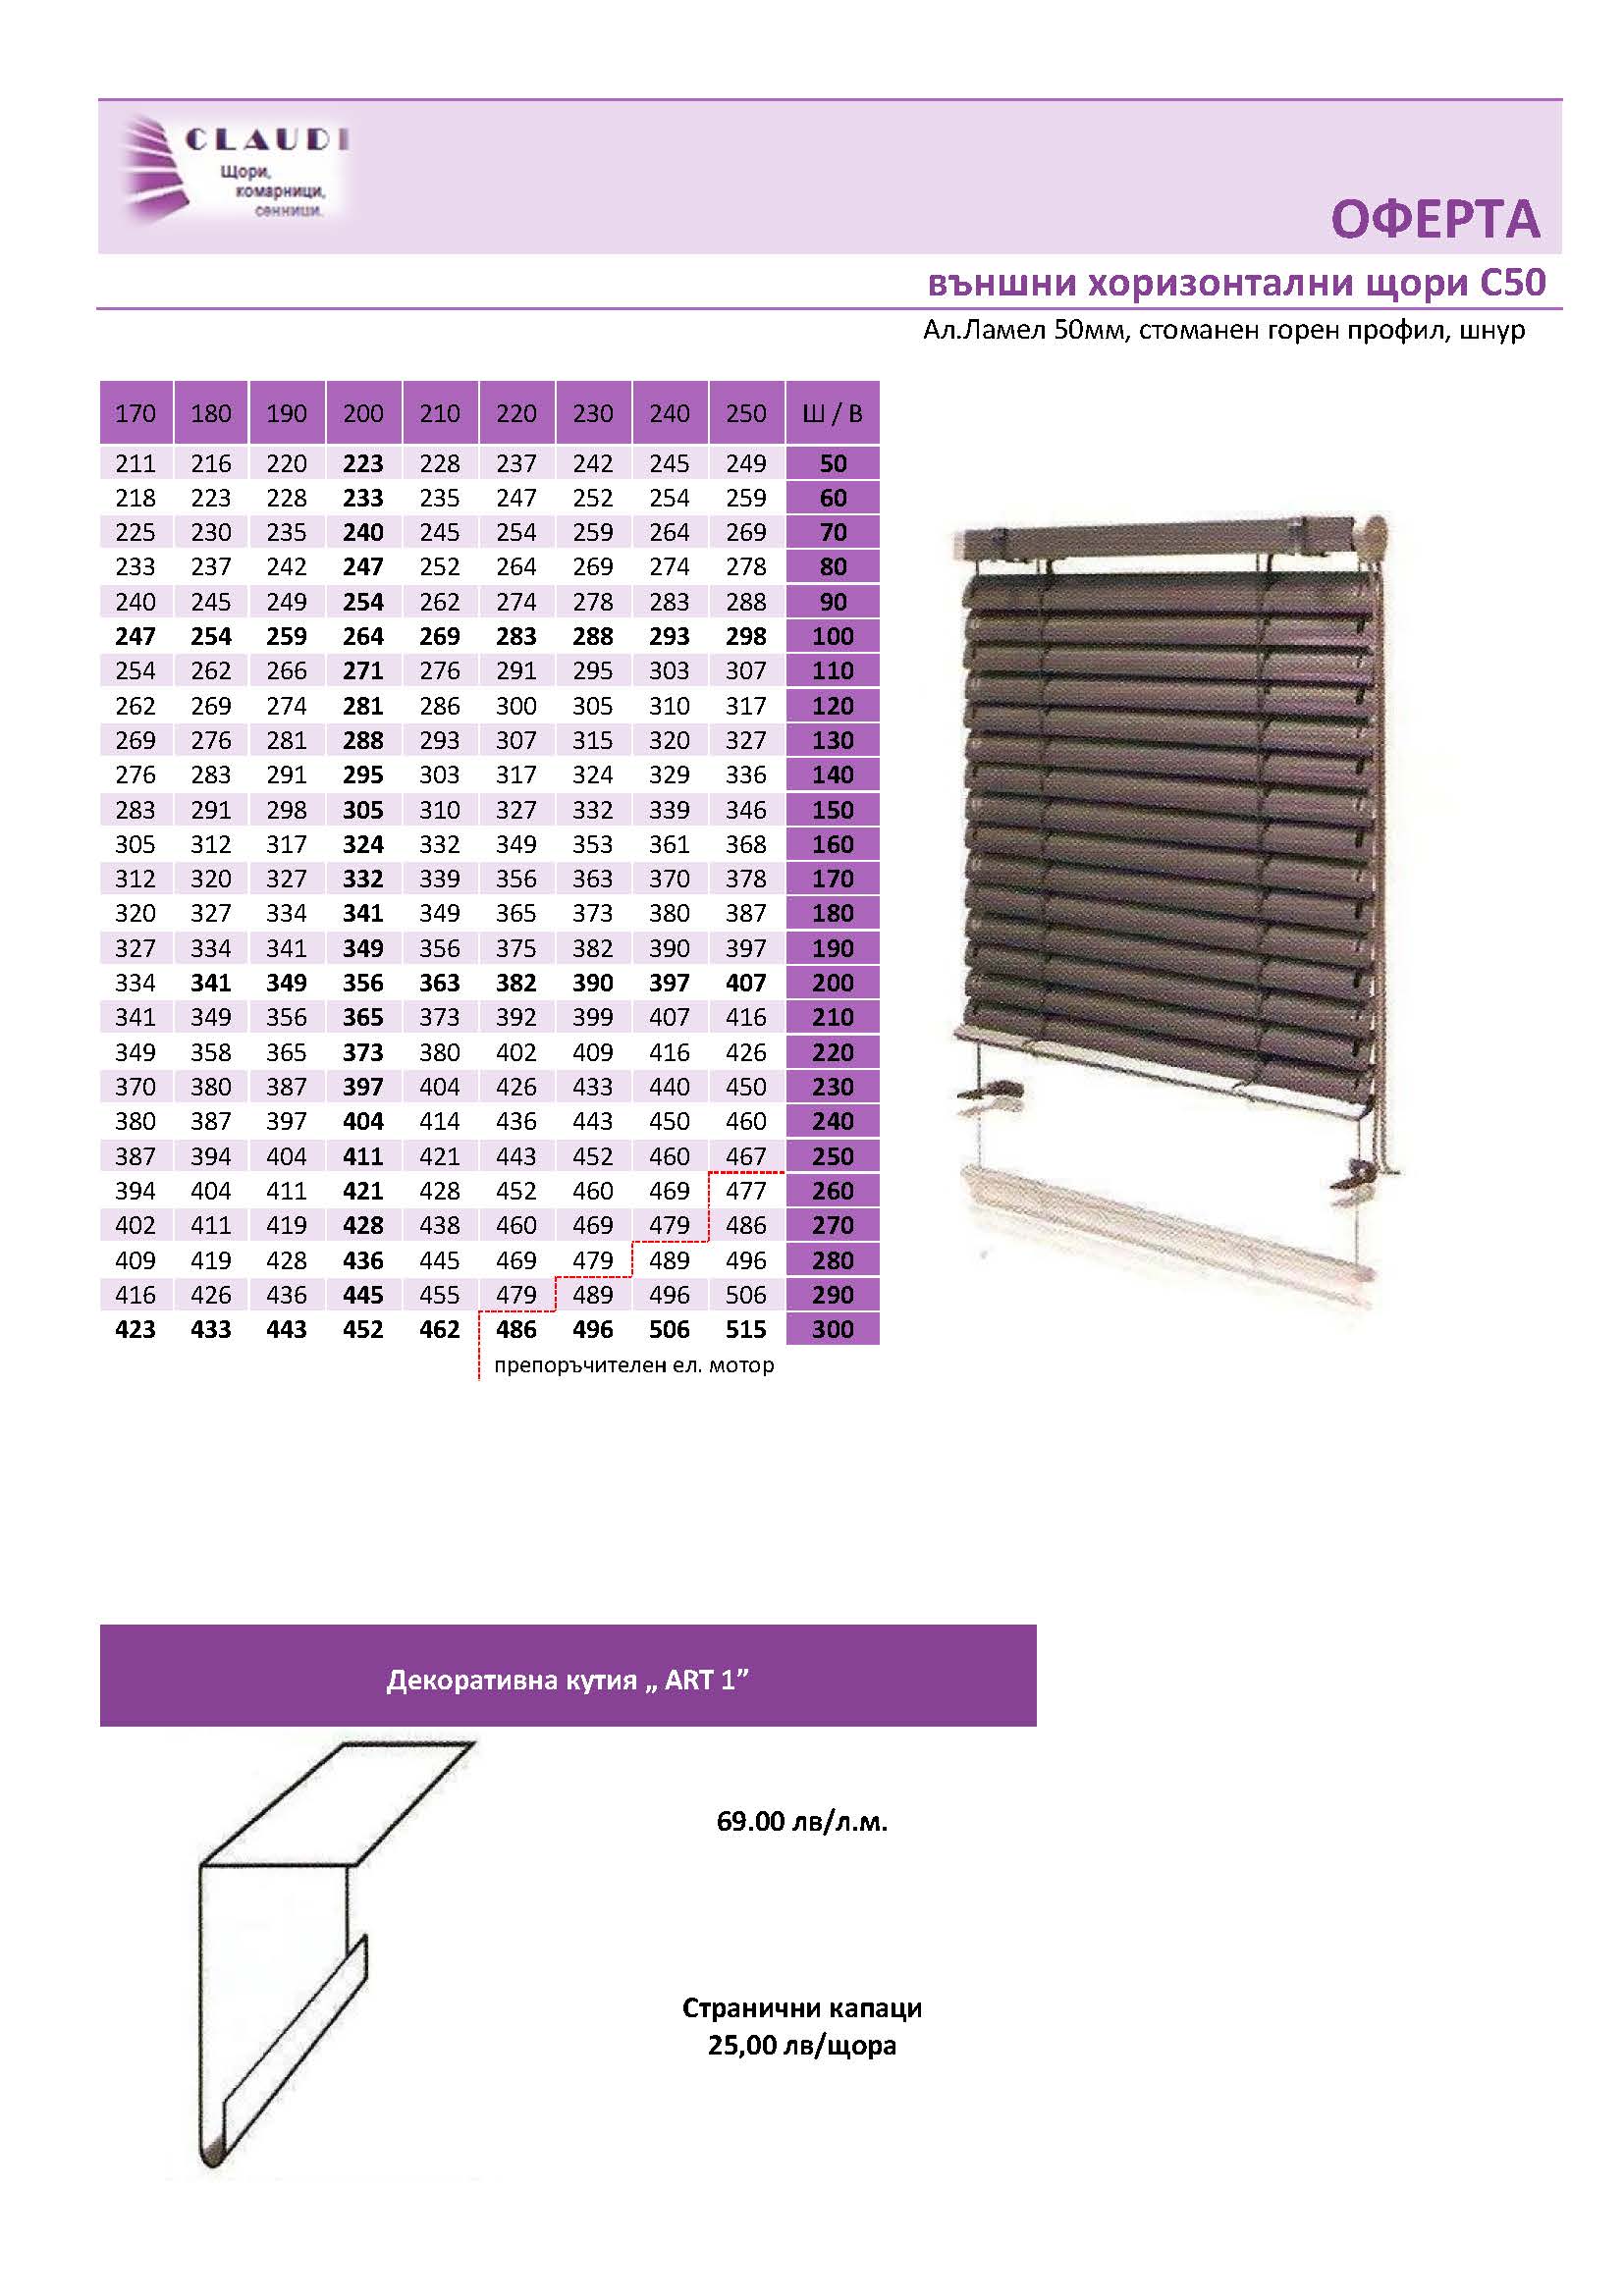 CLAUDI
Щори,
комарници,
сенници.
ОФЕРТА
външни хоризонтални щори С50
Ал.Ламел 50мм, стоманен горен профил, шнур
170 180 190 200 210 220 230 240 250 Ш / В
211 216 220 223 228 237 242 245 249 50
218 223 228 233 235 247 252 254 259 60
225 230 235 240 245 254 259 264 269 70
233 237 242 247 252 264 269 274 278 80
240 245 249 254 262 274 278 283 288 90
247 254 259 264 269 283 288 293 298 100
254 262 266 271 276 291 295 303 307 110
262 269 274 281 286 300 305 310 317 120
269 276 281 288 293 307 315 320 327 130
276 283 291 295 303 317 324 329 336 140
283 291 298 305 310 327 332 339 346 150
305 312 317 324 332 349 353 361 368 160
312 320 327 332 339 356 363 370 378 170
320 327 334 341 349 365 373 380 387 180
327 334 341 349 356 375 382 390 397 190
334 341 349 356 363 382 390 397 407 200
341 349 356 365 373 392 399 407 416 210
349 358 365 373 380 402 409 416 426 220
370 380 387 397 404 426 433 440 450 230
380 387 397 404 414 436 443 450 460 240
387 394 404 411 421 443 452 460 467 250
394 404 411 421 428 452 460 469 477 260
402 411 419 428 438 460 469 479 486 270
409 419 428 436 445 469 479 489 496 280
416 426 436 445 455 479 489 496 506 290
423 433 443 452 462 486 496 506 515 300
препоръчителен ел. мотор
Декоративна кутия „ ART 1”
69.00 лв/л.м.
Странични капаци
25,00 лв/щора